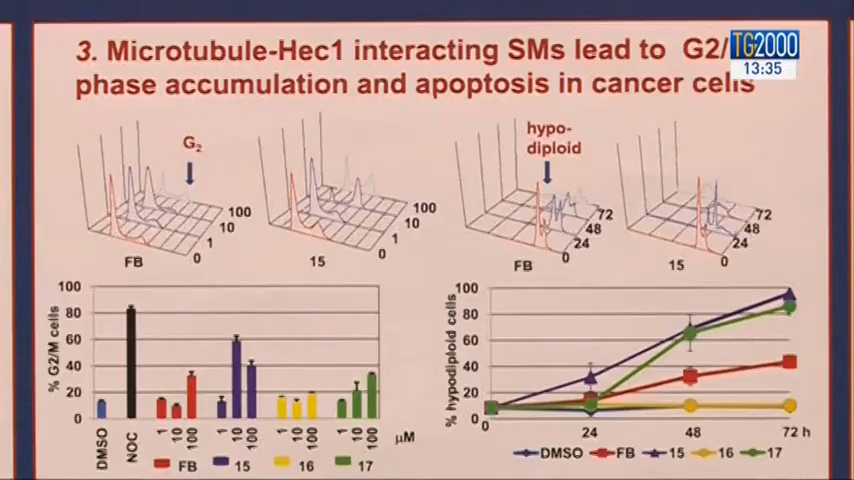 3. Microtubule-Hec1 interacting SMs lead to G2/
phase accumulation and apoptosis in cancer cells
TG2000
13:35
G2
hypo-
diploid
100
10
1
0
FB
100
10
1
0
15
72
48
24
0
FB
72
48
24
0
15
% G2/M cells
100
80
60
40
20
0
DMSO
NOC
1 10 100
1 10 100
1 10 100
1 10 100
µM
FB 15 16 17
% hypodiploid cells
100
80
60
40
20
0
0 24 48 72 h
DMSO FB 15 16 17